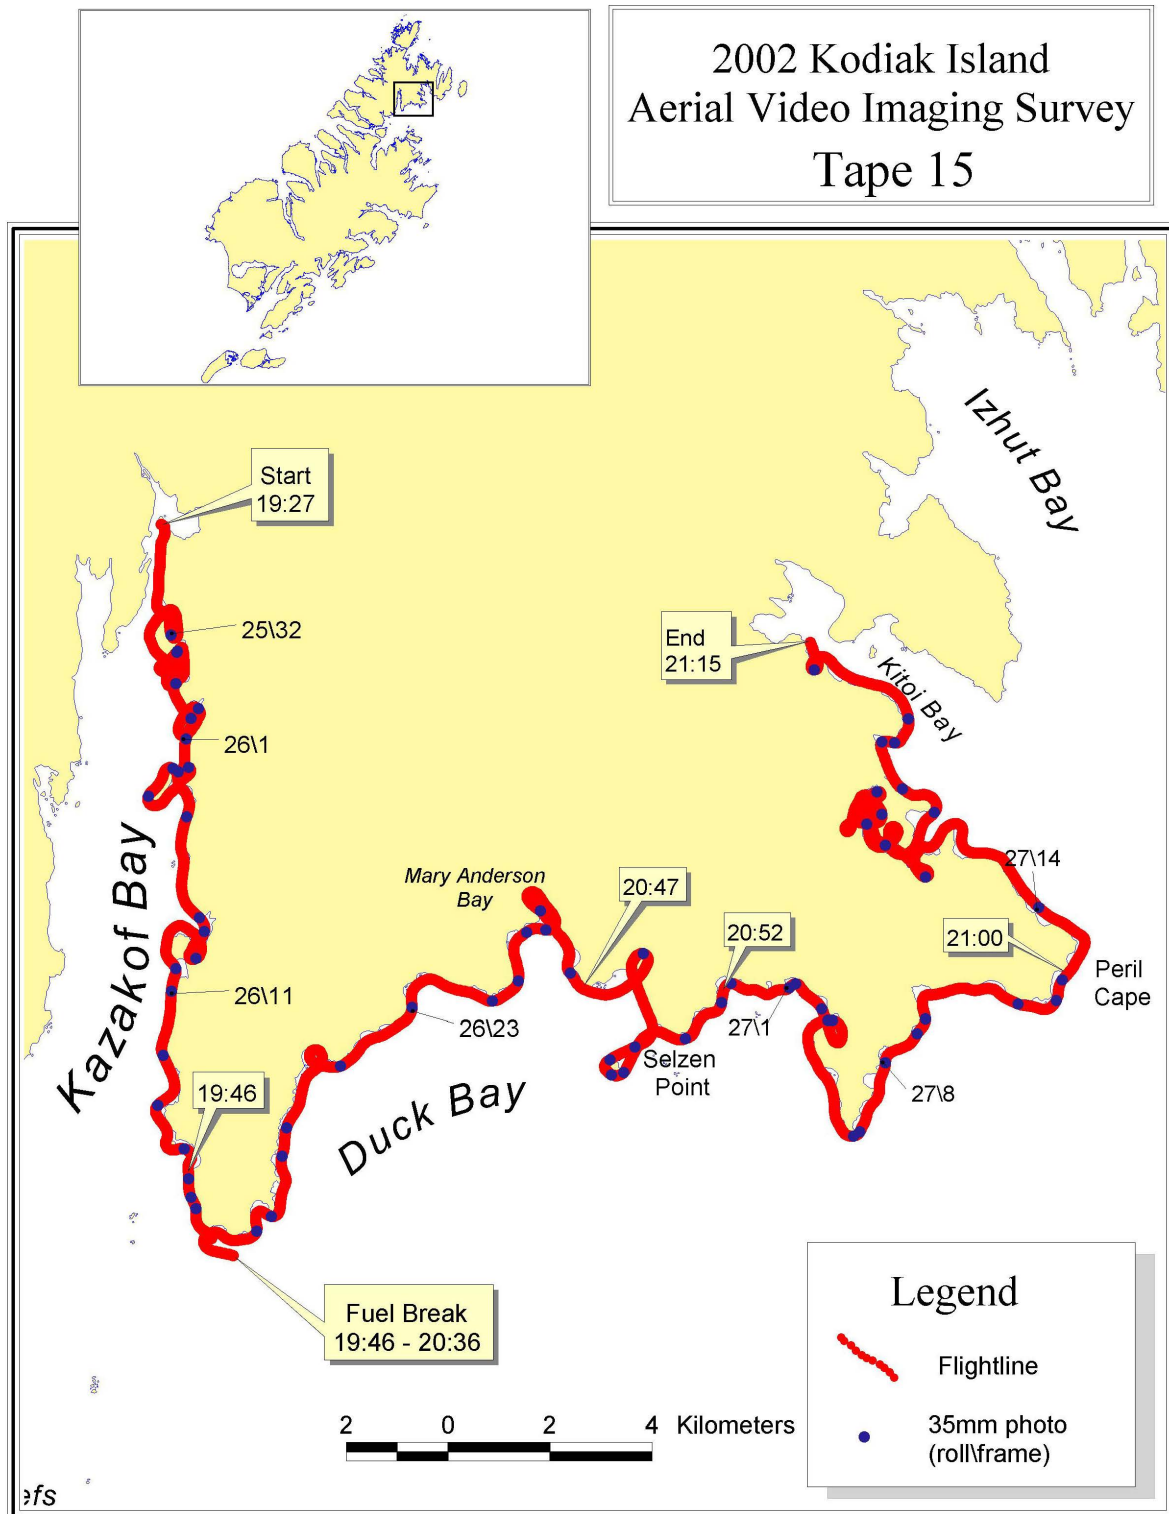 2002 Kodiak Island
Aerial Video Imaging Survey
Tape 15
Izhut Bay
Start
19:27
25\32
End
21:15
Kitoi Bay
26\1
Kazakof Bay
Mary Anderson
Bay
20:47
27\14
20:52
21:00
Peril
Cape
26\11
26\23
27\1
Selzen
Point
19:46
Duck Bay
27\8
Fuel Break
19:46 - 20:36
Legend
Flightline
35mm photo
(roll\frame)
2 0 2 4 Kilometers
efs